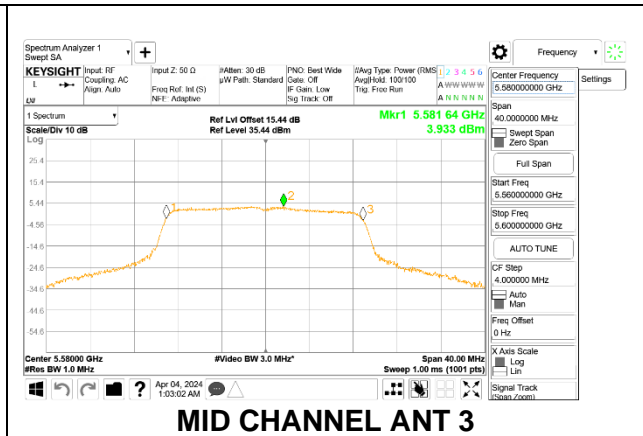 Spectrum Analyzer 1
Swept SA
+
Frequency
KEYSIGHT
L
Input: RF
Coupling: AC
Align: Auto
Input Z: 50 Ω
Freq Ref: Int (S)
NFE: Adaptive
#Atten: 30 dB
µW Path: Standard
PNO: Best Wide
Gate: Off
IF Gain: Low
Sig Track: Off
#Avg Type: Power (RMS
Avg|Hold: 100/100
Trig: Free Run
1 2 3 4 5 6
A W W W W W
A N N N N N
1 Spectrum
Scale/Div 10 dB
Log
Ref Lvl Offset 15.44 dB
Ref Level 35.44 dBm
Mkr1 5.581 64 GHz
3.933 dBm
25.4
15.4
5.44
-4.56
-14.6
-24.6
-34.6
-44.6
-54.6
1
2
3
Center 5.58000 GHz
#Res BW 1.0 MHz
#Video BW 3.0 MHz*
Span 40.00 MHz
Sweep 1.00 ms (1001 pts)
Apr 04, 2024
1:03:02 AM
?
Center Frequency
5.580000000 GHz
Settings
Span
40.0000000 MHz
Swept Span
Zero Span
Full Span
Start Freq
5.560000000 GHz
Stop Freq
5.600000000 GHz
AUTO TUNE
CF Step
4.000000 MHz
Auto
Man
Freq Offset
0 Hz
X Axis Scale
Log
Lin
Signal Track
(Span Zoom)
MID CHANNEL ANT 3